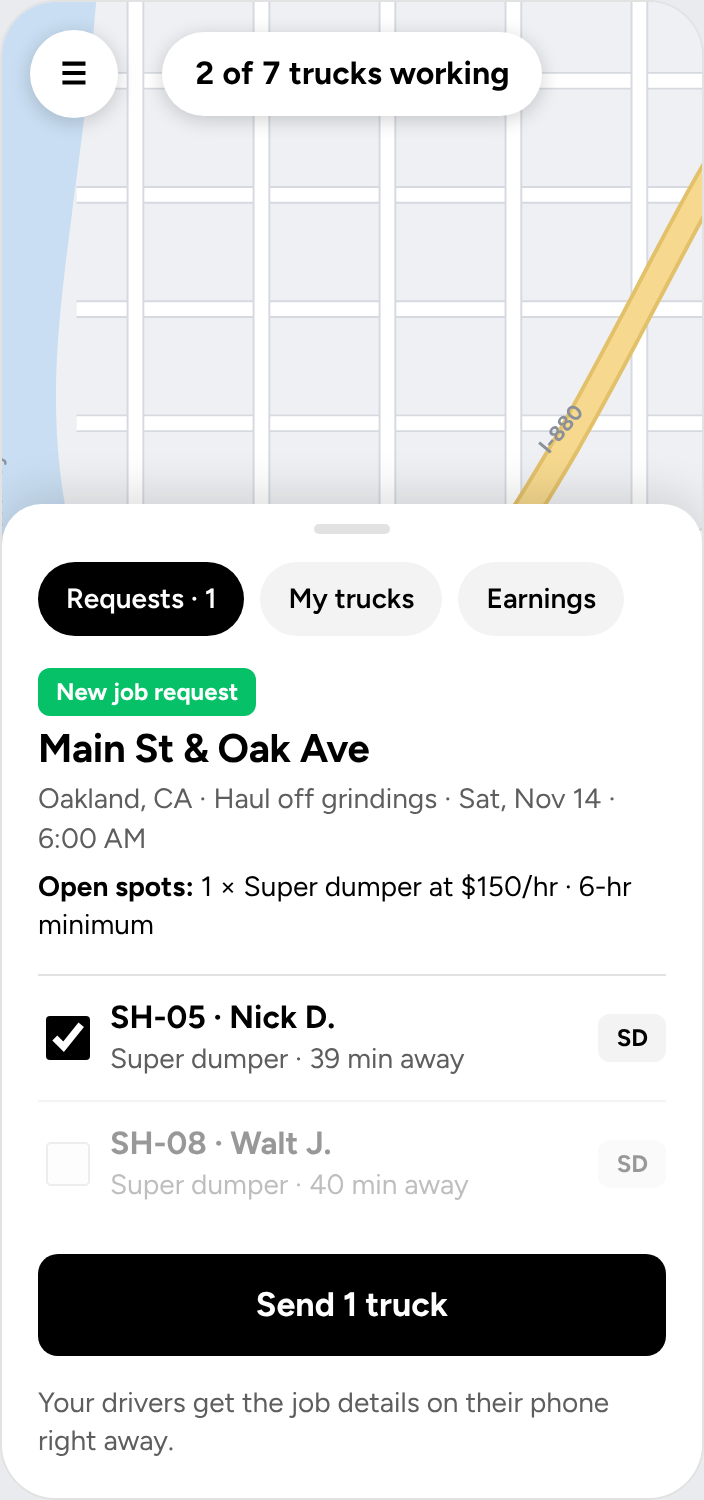 ☰
2 of 7 trucks working
I-880
Requests · 1
My trucks
Earnings
New job request
Main St & Oak Ave
Oakland, CA · Haul off grindings · Sat, Nov 14 ·
6:00 AM
Open spots: 1 × Super dumper at $150/hr · 6-hr
minimum
SH-05 · Nick D.
SD
Super dumper · 39 min away
SH-08 · Walt J.
SD
Super dumper · 40 min away
Send 1 truck
Your drivers get the job details on their phone
right away.